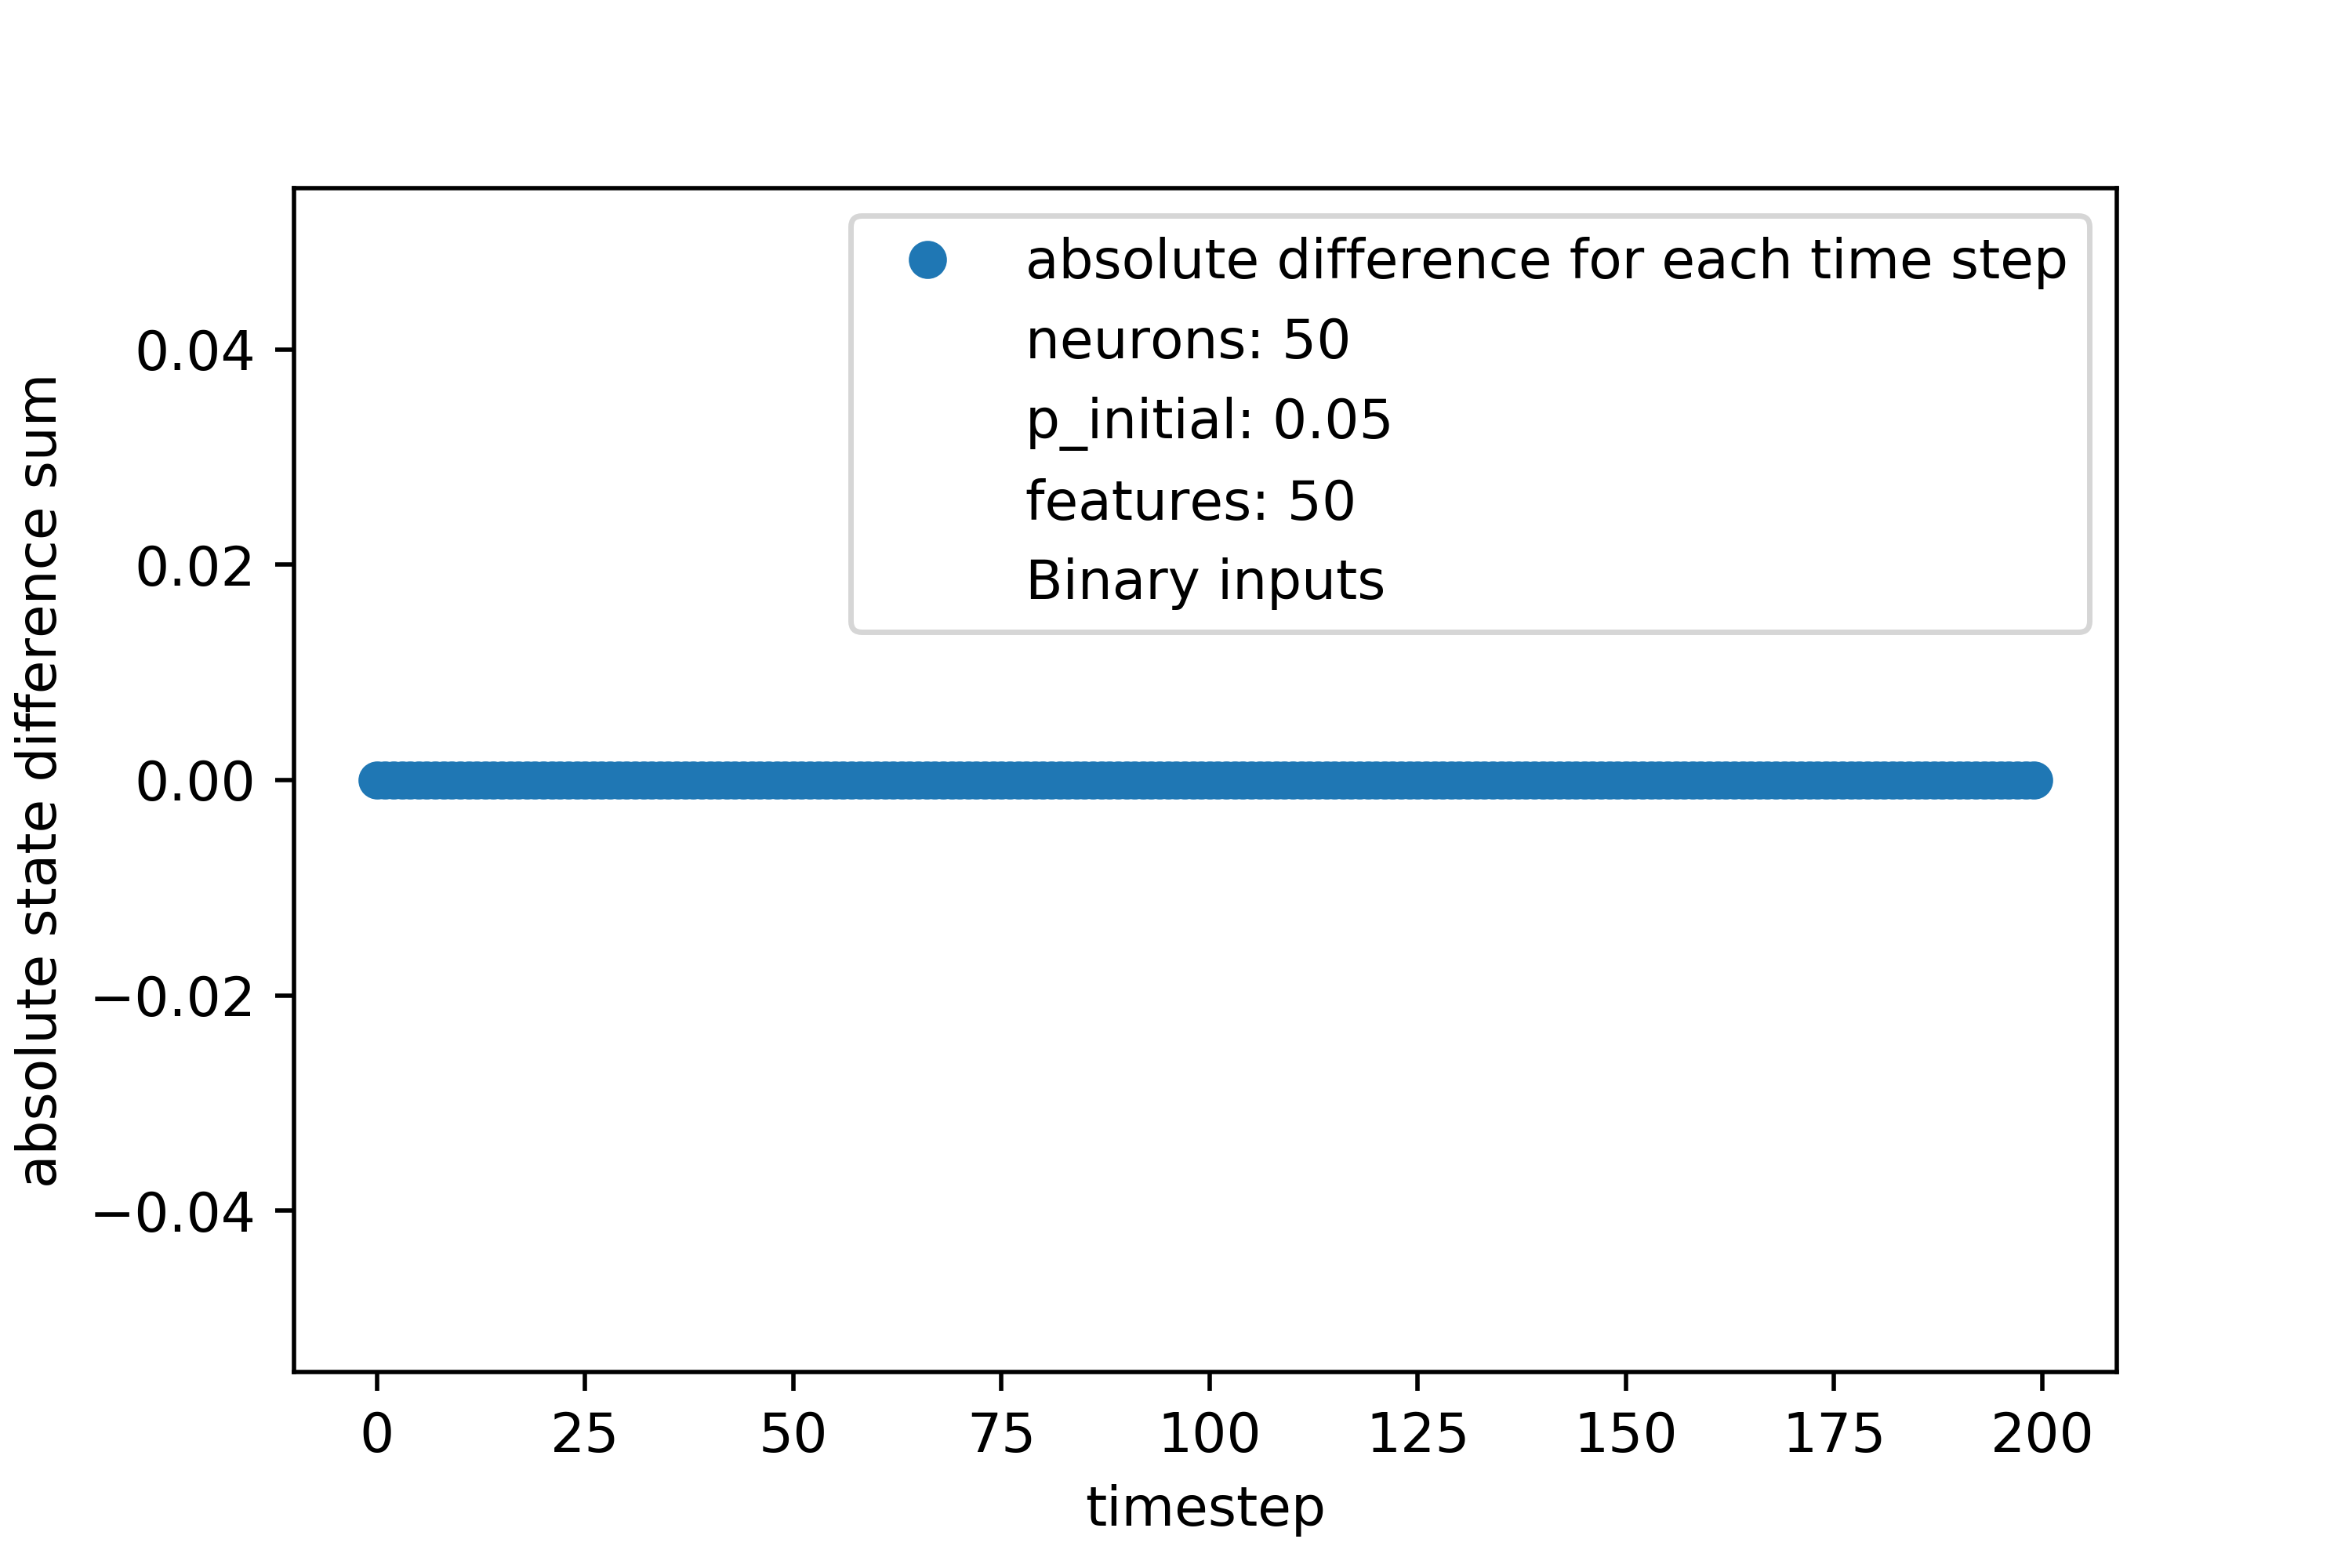 absolute difference for each time step
neurons: 50
p_initial: 0.05
features: 50
Binary inputs
absolute state difference sum
0.04
0.02
0.00
−0.02
−0.04
0 25 50 75 100 125 150 175 200
timestep